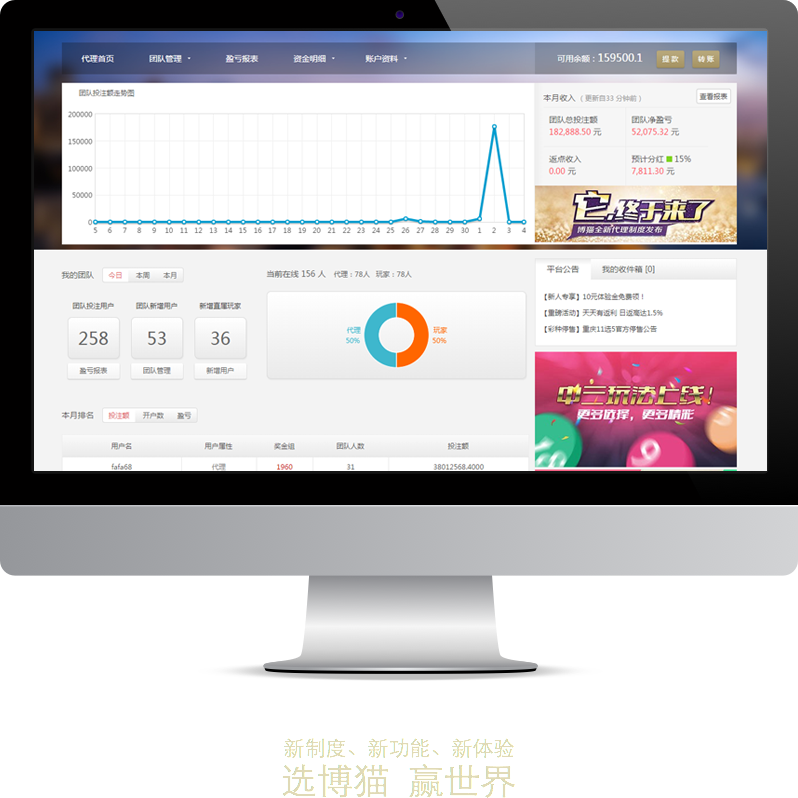 代理首页 团队管理 盈亏报表 资金明细 账户资料 可用余额：159500.1 提款 转账
团队投注额走势图
200000
150000
100000
50000
0
5 6 7 8 9 10 11 12 13 14 15 16 17 18 19 20 21 22 23 24 25 26 27 28 29 30 1 2 3 4
本月收入 （更新自33 分钟前） 查看报表
团队总投注额 团队净盈亏
182,888.50 元 52,075.32 元
返点收入 预计分红 15%
0.00 元 7,811.30 元
它,终于来了
博猫全新代理制度发布
我的团队 今日 本周 本月
团队投注用户 团队新增用户 新增直属玩家
258 53 36
盈亏报表 团队管理 新增用户
当前在线 156 人 代理：78人 玩家：78人
代理 50%
玩家 50%
平台公告 我的收件箱 [0]
【新人专享】10元体验金免费领！
【重磅活动】天天有返利 日返高达1.5%
【彩种停售】重庆11选5官方停售公告
中三玩法上线!
更多选择，更多精彩
本月排名 投注额 开户数 盈亏
用户名 用户属性 奖金组 团队人数 投注额
fafa68 代理 1960 31 38012568.4000
新制度、新功能、新体验
选博猫 赢世界